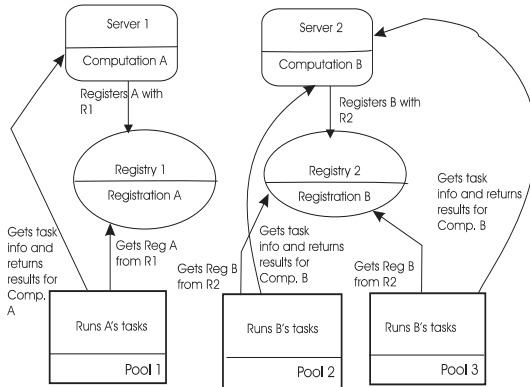 Server 1
Computation A
Server 2
Computation B
Registers A with
R1
Registers B with
R2
Registry 1
Registration A
Registry 2
Registration B
Gets task
info and
returns
results for
Comp.
A
Gets Reg A
from R1
Gets Reg B
from R2
Gets task
info and returns
results for
Comp. B
Gets Reg B
from R2
Gets task
info and returns
results for
Comp. B
Runs A's tasks
Pool 1
Runs B's tasks
Pool 2
Runs B's tasks
Pool 3